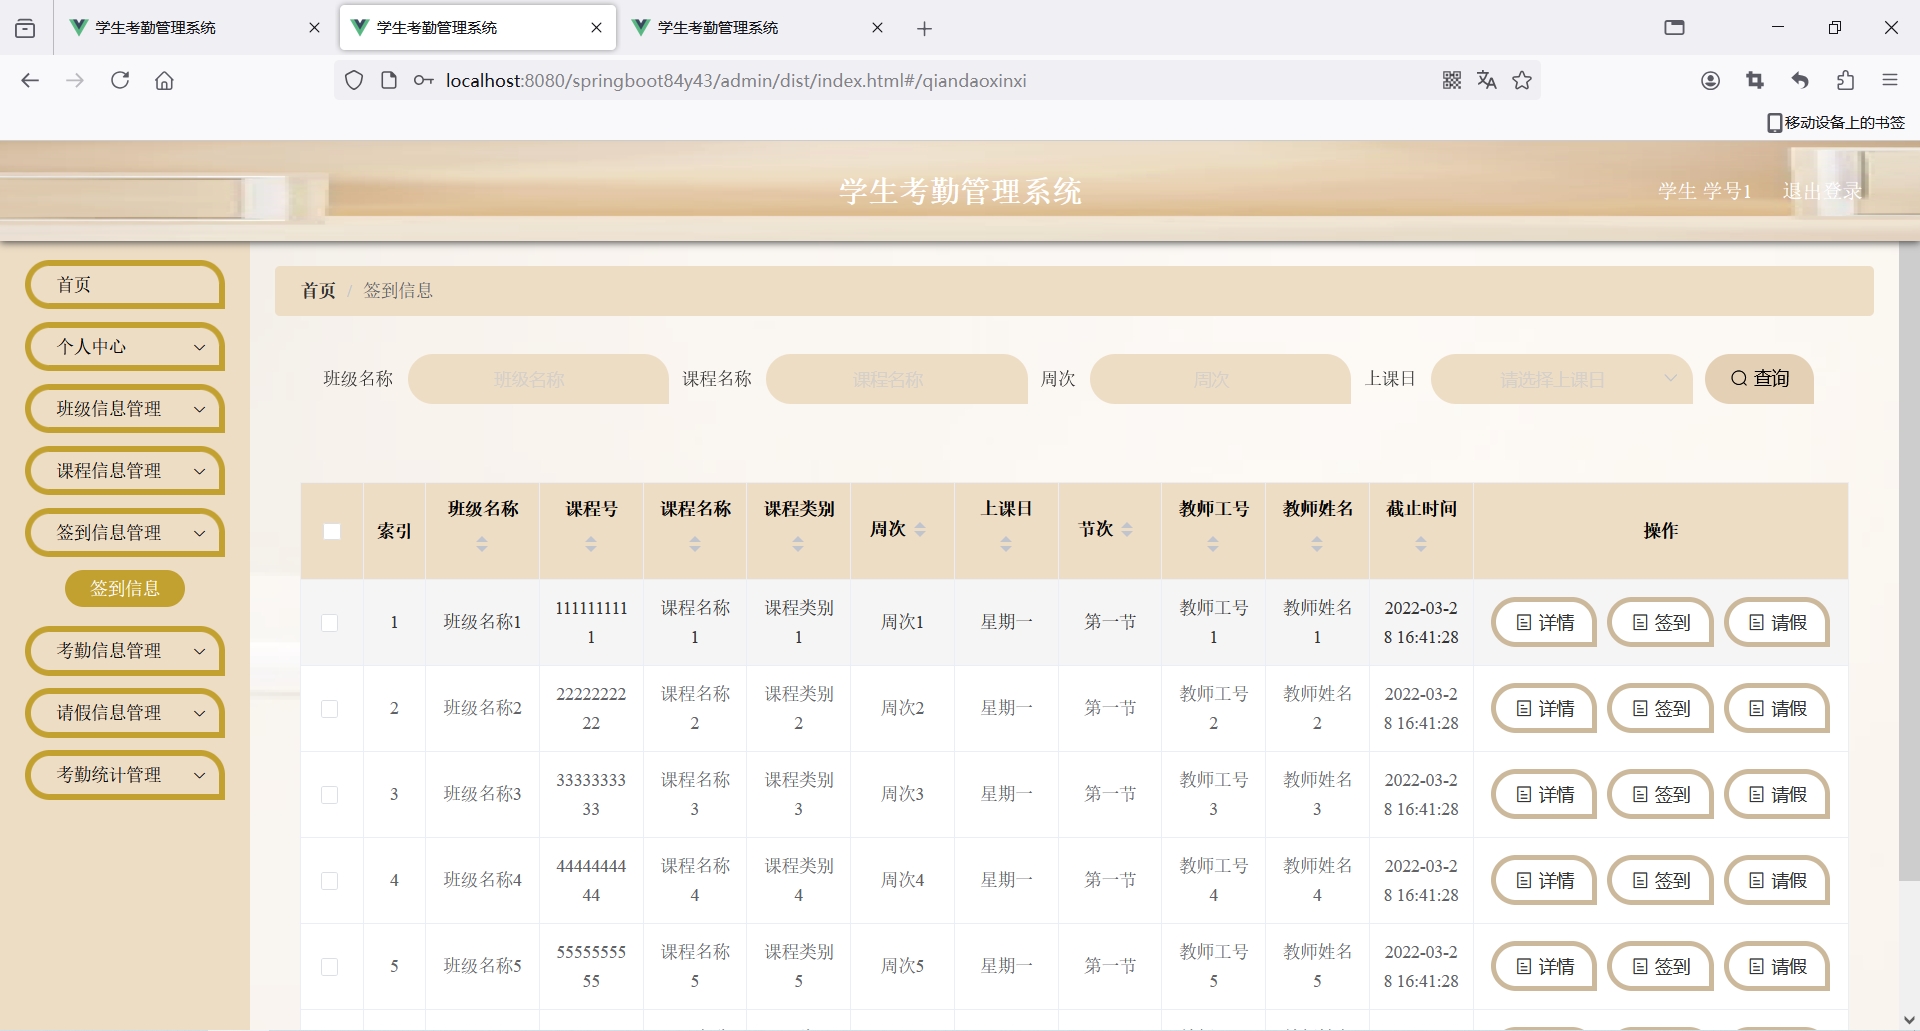 学生考勤管理系统
学生考勤管理系统
学生考勤管理系统
localhost:8080/springboot84y43/admin/dist/index.html#/qiandaoxinxi
移动设备上的书签
学生考勤管理系统
学生 学号1
退出登录
首页
个人中心
班级信息管理
课程信息管理
签到信息管理
签到信息
考勤信息管理
请假信息管理
考勤统计管理
首页 / 签到信息
班级名称 班级名称 课程名称 课程名称 周次 周次 上课日 请选择上课日 查询
索引 班级名称 课程号 课程名称 课程类别 周次 上课日 节次 教师工号 教师姓名 截止时间 操作
1 班级名称1 1111111111 课程名称1 课程类别1 周次1 星期一 第一节 教师工号1 教师姓名1 2022-03-28 16:41:28 详情 签到 请假
2 班级名称2 2222222222 课程名称2 课程类别2 周次2 星期一 第一节 教师工号2 教师姓名2 2022-03-28 16:41:28 详情 签到 请假
3 班级名称3 3333333333 课程名称3 课程类别3 周次3 星期一 第一节 教师工号3 教师姓名3 2022-03-28 16:41:28 详情 签到 请假
4 班级名称4 4444444444 课程名称4 课程类别4 周次4 星期一 第一节 教师工号4 教师姓名4 2022-03-28 16:41:28 详情 签到 请假
5 班级名称5 5555555555 课程名称5 课程类别5 周次5 星期一 第一节 教师工号5 教师姓名5 2022-03-28 16:41:28 详情 签到 请假